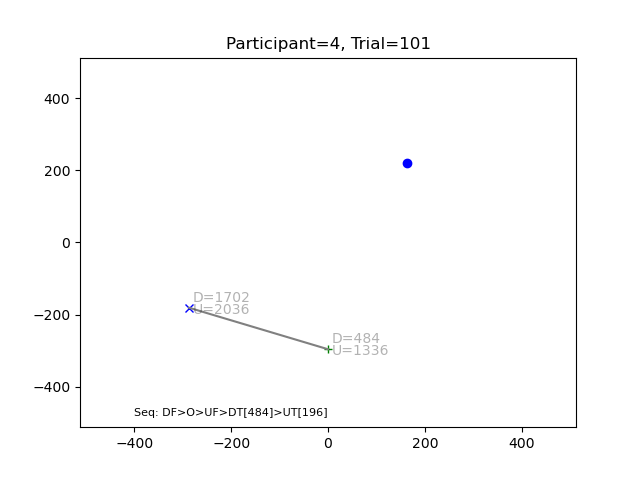 Participant=4, Trial=101
400
200
0
−200
−400
D=1702
U=2036
D=484
U=1336
Seq: DF>O>UF>DT[484]>UT[196]
−400 −200 0 200 400